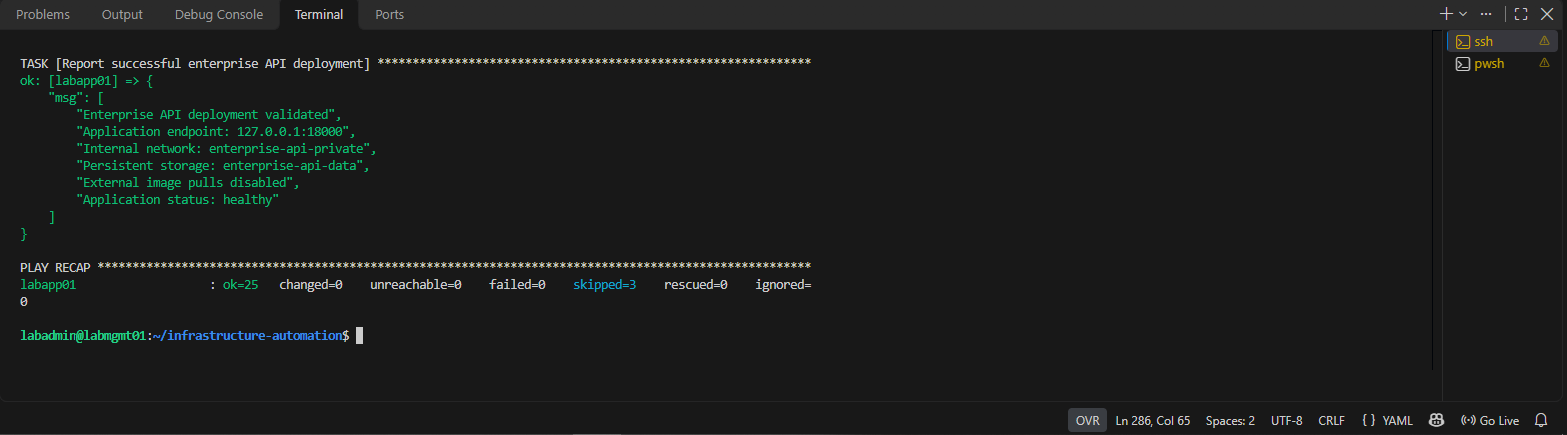 Problems Output Debug Console Terminal Ports
ssh
pwsh
TASK [Report successful enterprise API deployment] **************************************************************
ok: [labapp01] => {
"msg": [
"Enterprise API deployment validated",
"Application endpoint: 127.0.0.1:18000",
"Internal network: enterprise-api-private",
"Persistent storage: enterprise-api-data",
"External image pulls disabled",
"Application status: healthy"
]
}
PLAY RECAP ******************************************************************************************************
labapp01 : ok=25 changed=0 unreachable=0 failed=0 skipped=3 rescued=0 ignored=
0
labadmin@labmgmt01:~/infrastructure-automation$
OVR Ln 286, Col 65 Spaces: 2 UTF-8 CRLF { } YAML Go Live